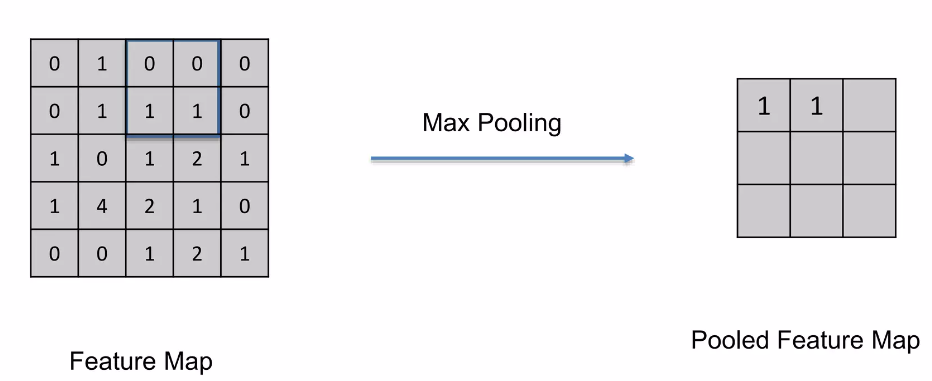 0 1 0 0 0
0 1 1 1 0
1 0 1 2 1
1 4 2 1 0
0 0 1 2 1
Feature Map
Max Pooling
1 1
Pooled Feature Map